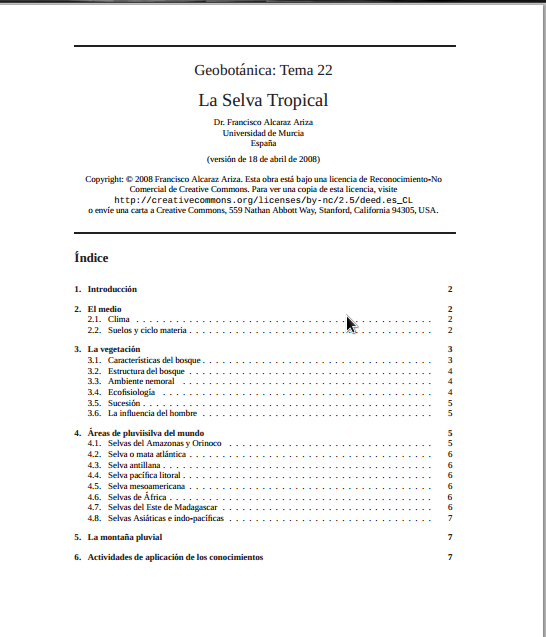 Geobotánica: Tema 22
La Selva Tropical
Dr. Francisco Alcaraz Ariza
Universidad de Murcia
España
(versión de 18 de abril de 2008)
Copyright: © 2008 Francisco Alcaraz Ariza. Esta obra está bajo una licencia de Reconocimiento-No
Comercial de Creative Commons. Para ver una copia de esta licencia, visite
http://creativecommons.org/licenses/by-nc/2.5/deed.es_CL
o envíe una carta a Creative Commons, 559 Nathan Abbott Way, Stanford, California 94305, USA.
Índice
1. Introducción 2
2. El medio 2
2.1. Clima . . . . . . . . . . . . . . . . . . . . 2
2.2. Suelos y ciclo materia . . . . . . . . . . . . . . . . . . . . 2
3. La vegetación 3
3.1. Características del bosque . . . . . . . . . . . . . . . . . . . . 3
3.2. Estructura del bosque . . . . . . . . . . . . . . . . . . . . 4
3.3. Ambiente nemoral . . . . . . . . . . . . . . . . . . . . 4
3.4. Ecofisiología . . . . . . . . . . . . . . . . . . . . 4
3.5. Sucesión . . . . . . . . . . . . . . . . . . . . 5
3.6. La influencia del hombre . . . . . . . . . . . . . . . . . . . . 5
4. Áreas de pluviisilva del mundo 5
4.1. Selvas del Amazonas y Orinoco . . . . . . . . . . . . . . . . . . . . 5
4.2. Selva o mata atlántica . . . . . . . . . . . . . . . . . . . . 6
4.3. Selva antillana . . . . . . . . . . . . . . . . . . . . 6
4.4. Selva pacífica litoral . . . . . . . . . . . . . . . . . . . . 6
4.5. Selva mesoamericana . . . . . . . . . . . . . . . . . . . . 6
4.6. Selvas de África . . . . . . . . . . . . . . . . . . . . 6
4.7. Selvas del Este de Madagascar . . . . . . . . . . . . . . . . . . . . 6
4.8. Selvas Asiáticas e indo-pacíficas . . . . . . . . . . . . . . . . . . . . 7
5. La montaña pluvial 7
6. Actividades de aplicación de los conocimientos 7